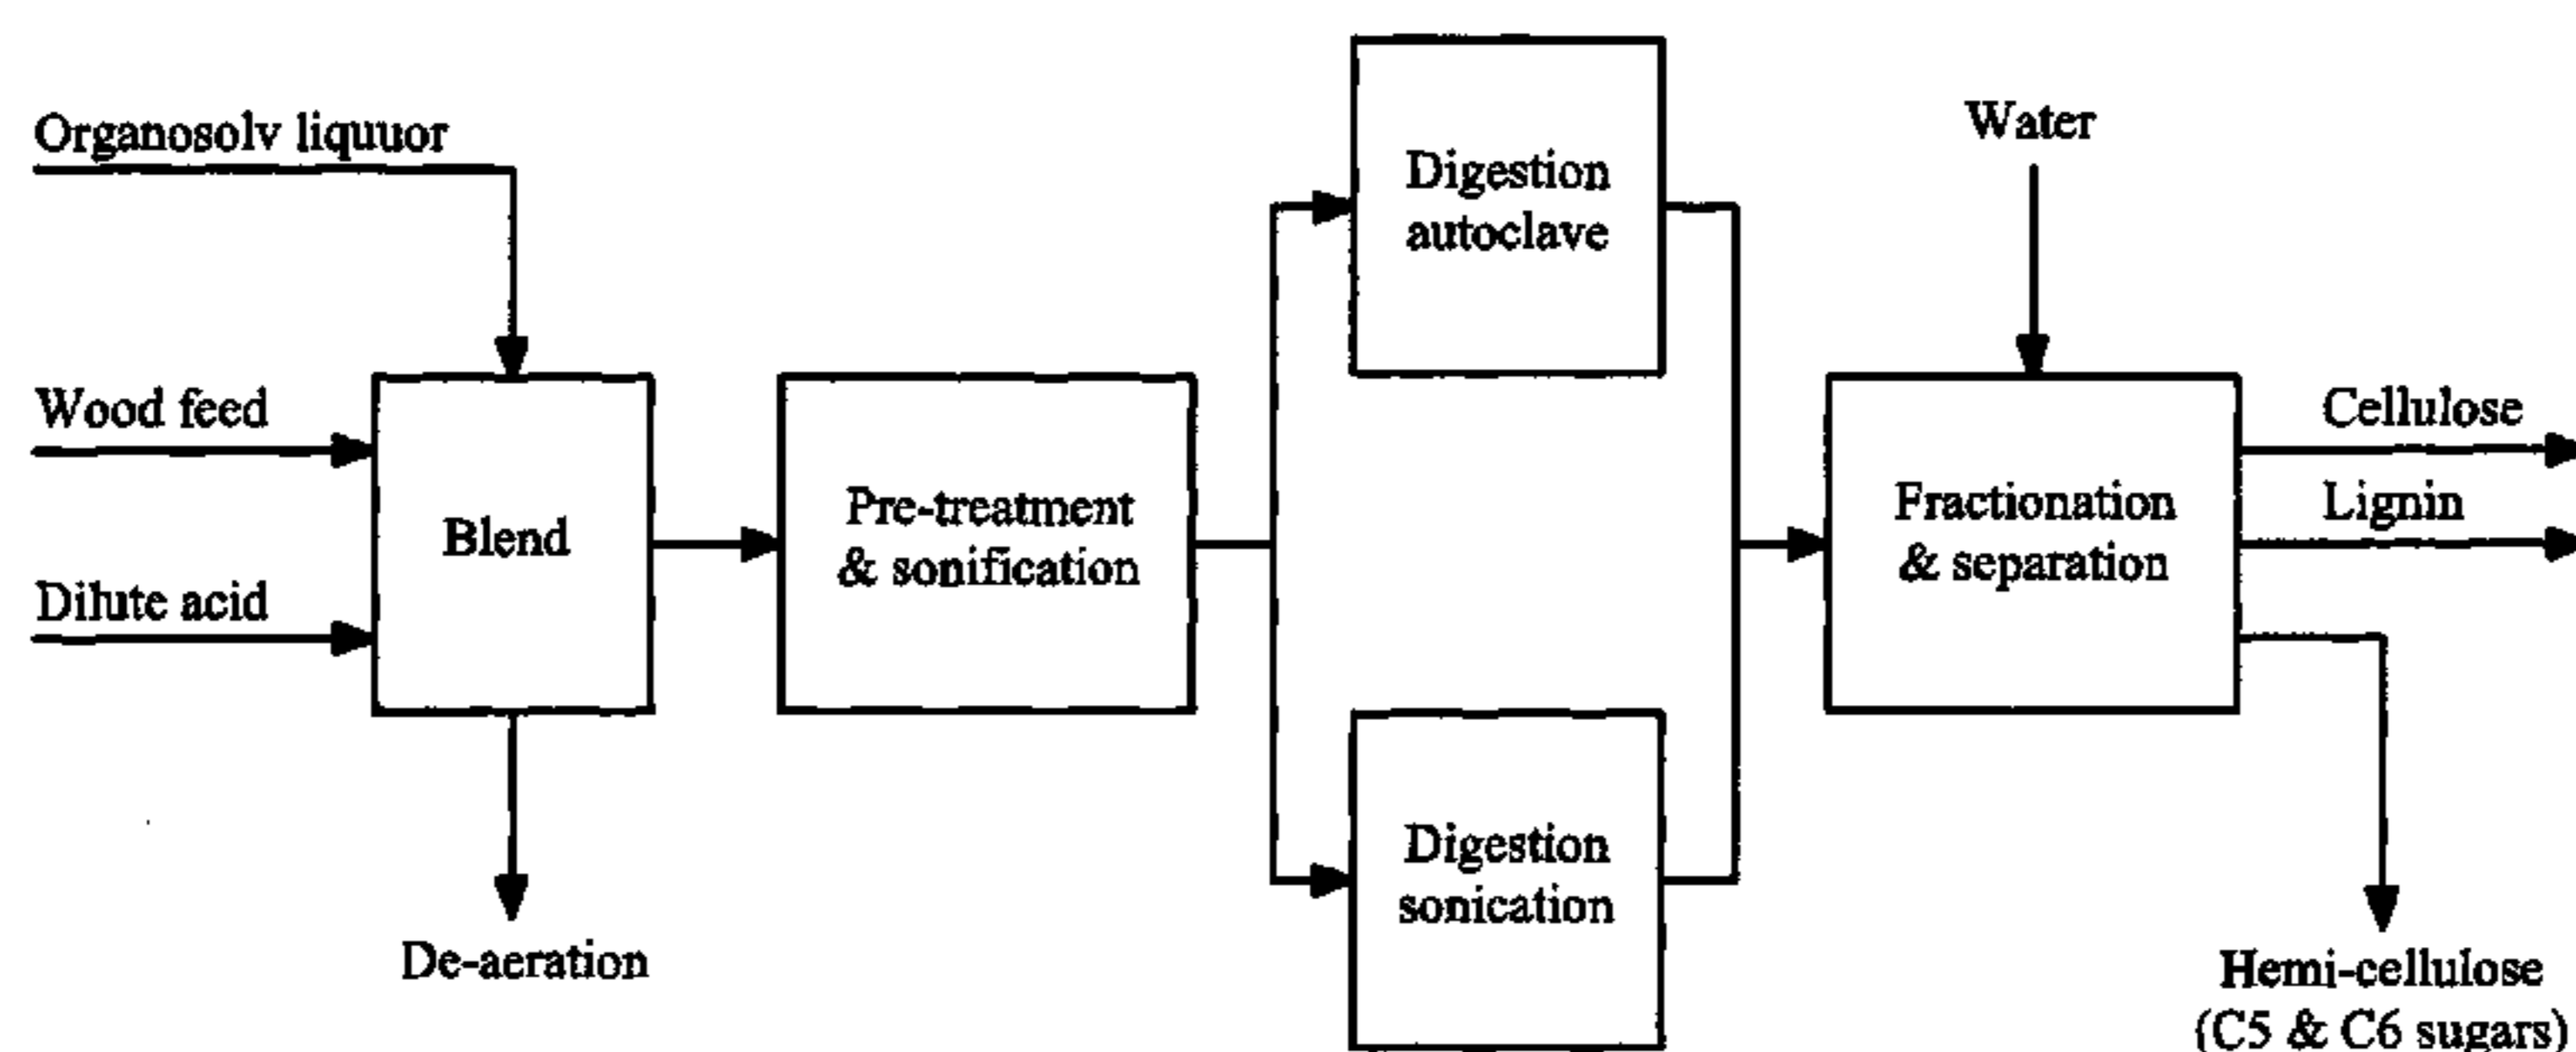 Organosolv liquuor
Wood feed
Dilute acid
Blend
De-aeration
Pre-treatment
& sonification
Digestion
autoclave
Digestion
sonication
Water
Fractionation
& separation
Cellulose
Lignin
Hemi-cellulose
(C5 & C6 sugars)